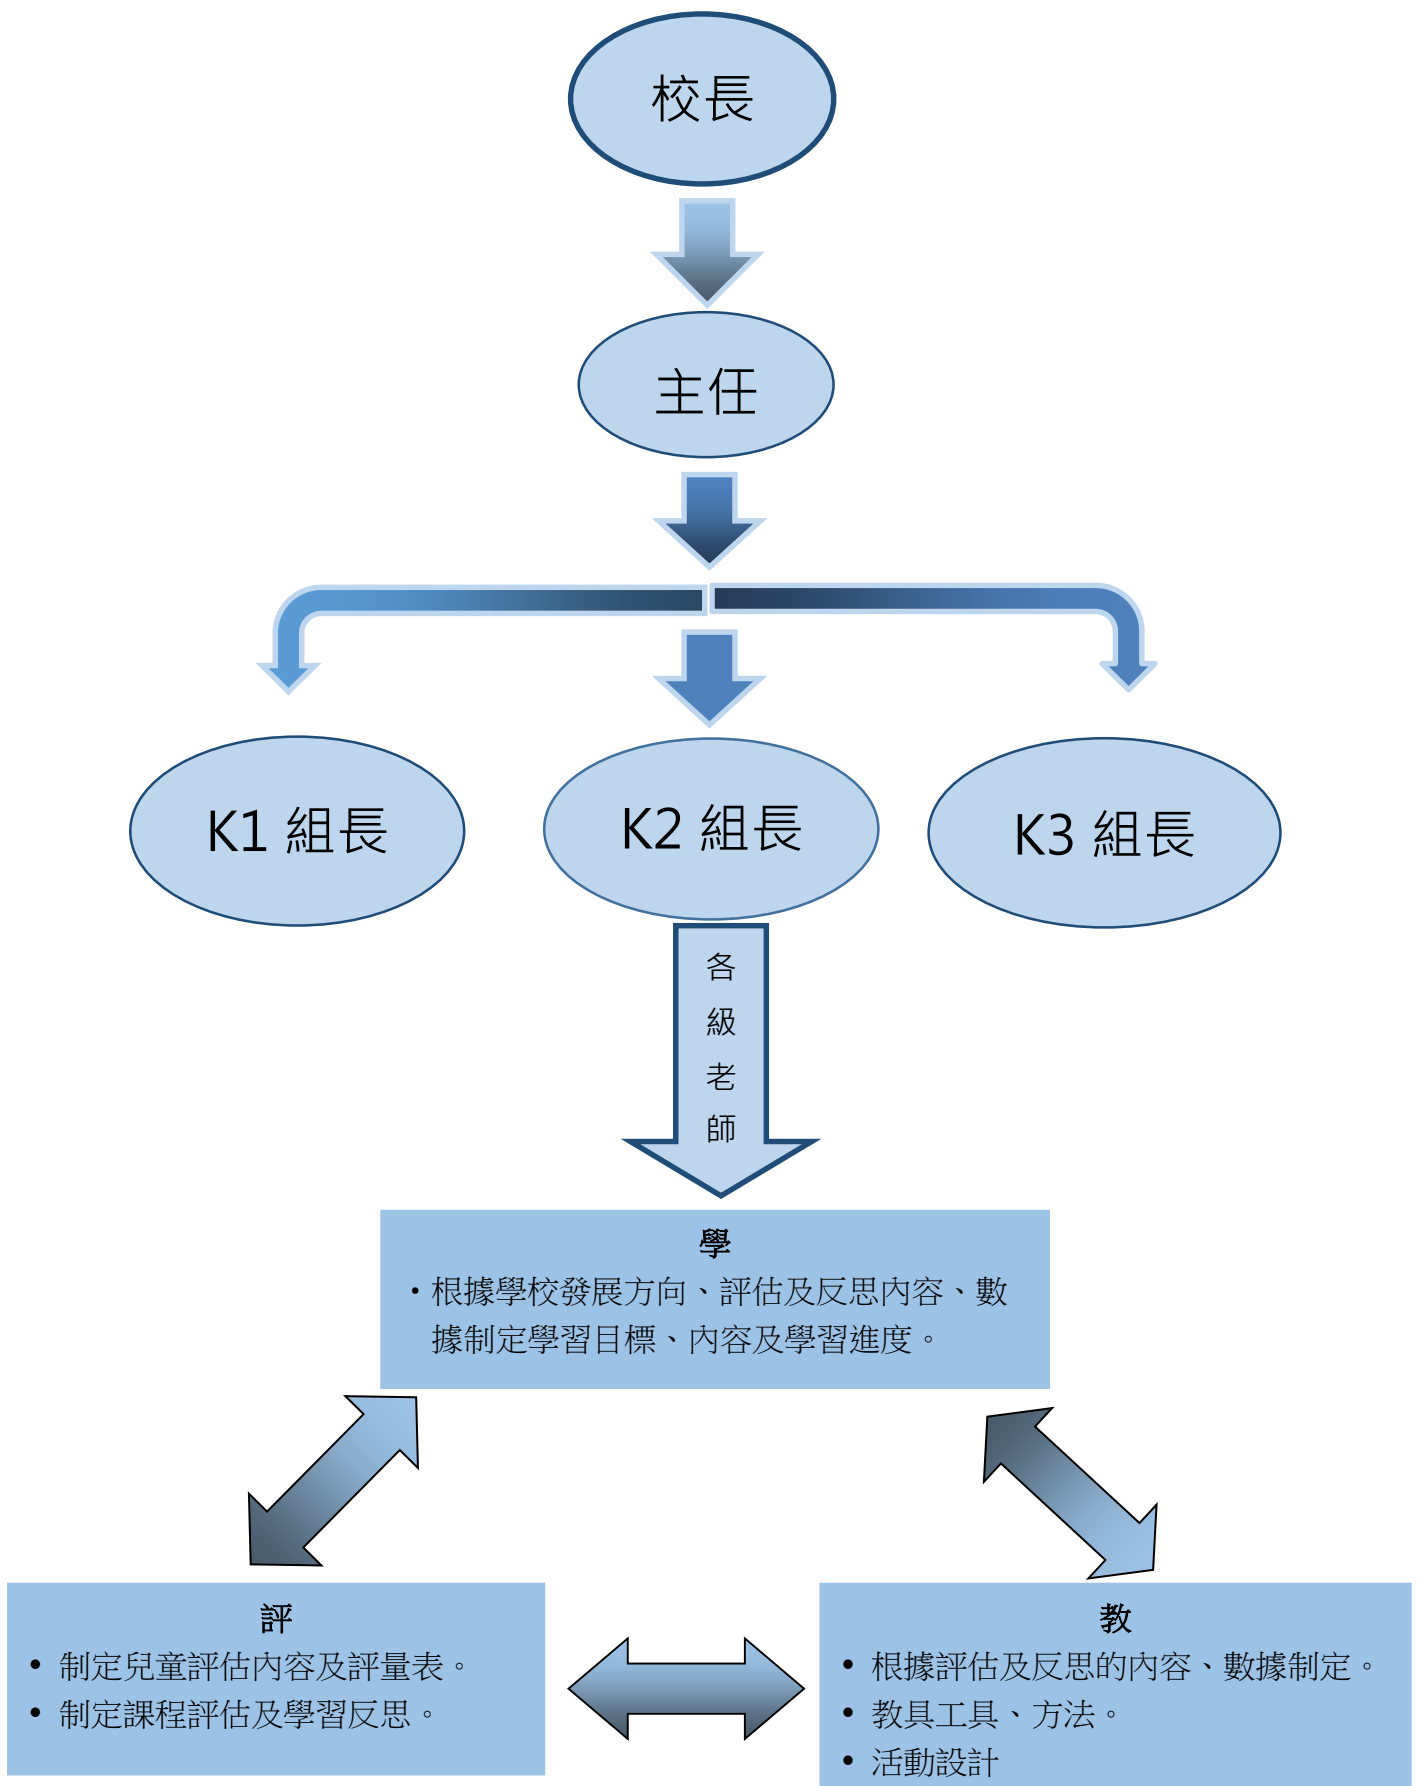 校長
主任
K1 組長
K2 組長
K3 組長
各
級
老
師
學
・根據學校發展方向、評估及反思內容、數
據制定學習目標、內容及學習進度。
評
• 制定兒童評估內容及評量表。
• 制定課程評估及學習反思。
教
• 根據評估及反思的內容、數據制定。
• 教具工具、方法。
• 活動設計